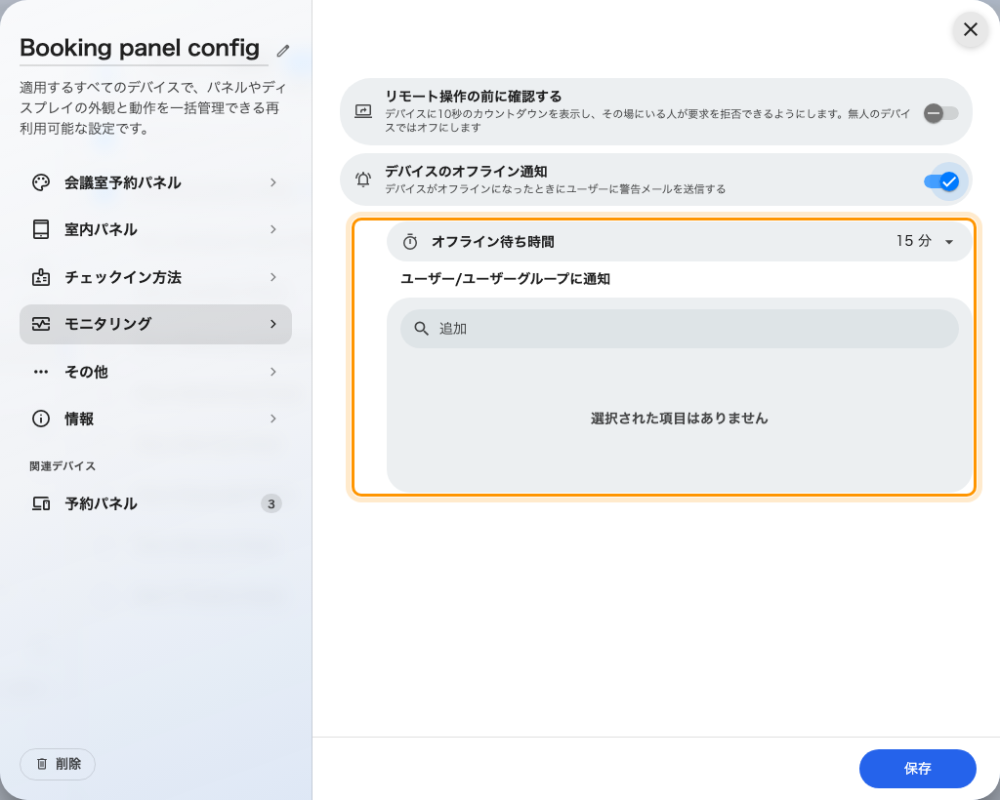 Booking panel config
適用するすべてのデバイスで、パネルやディ
スプレイの外観と動作を一括管理できる再
利用可能な設定です。
会議室予約パネル
室内パネル
チェックイン方法
モニタリング
その他
情報
関連デバイス
予約パネル
3
削除
リモート操作の前に確認する
デバイスに10秒のカウントダウンを表示し、その場にいる人が要求を拒否できるようにします。無人のデバイ
スではオフにします
デバイスのオフライン通知
デバイスがオフラインになったときにユーザーに警告メールを送信する
オフライン待ち時間
15 分
ユーザー/ユーザーグループに通知
追加
選択された項目はありません
保存